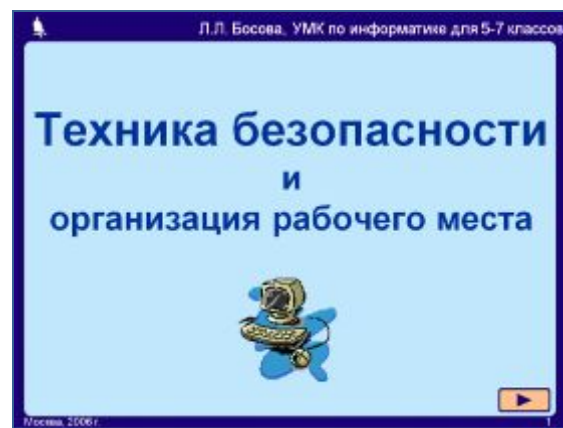 Л.Л. Босова, УМК по информатике для 5-7 классов
Техника безопасности
и
организация рабочего места
Москва, 2006 г.
1